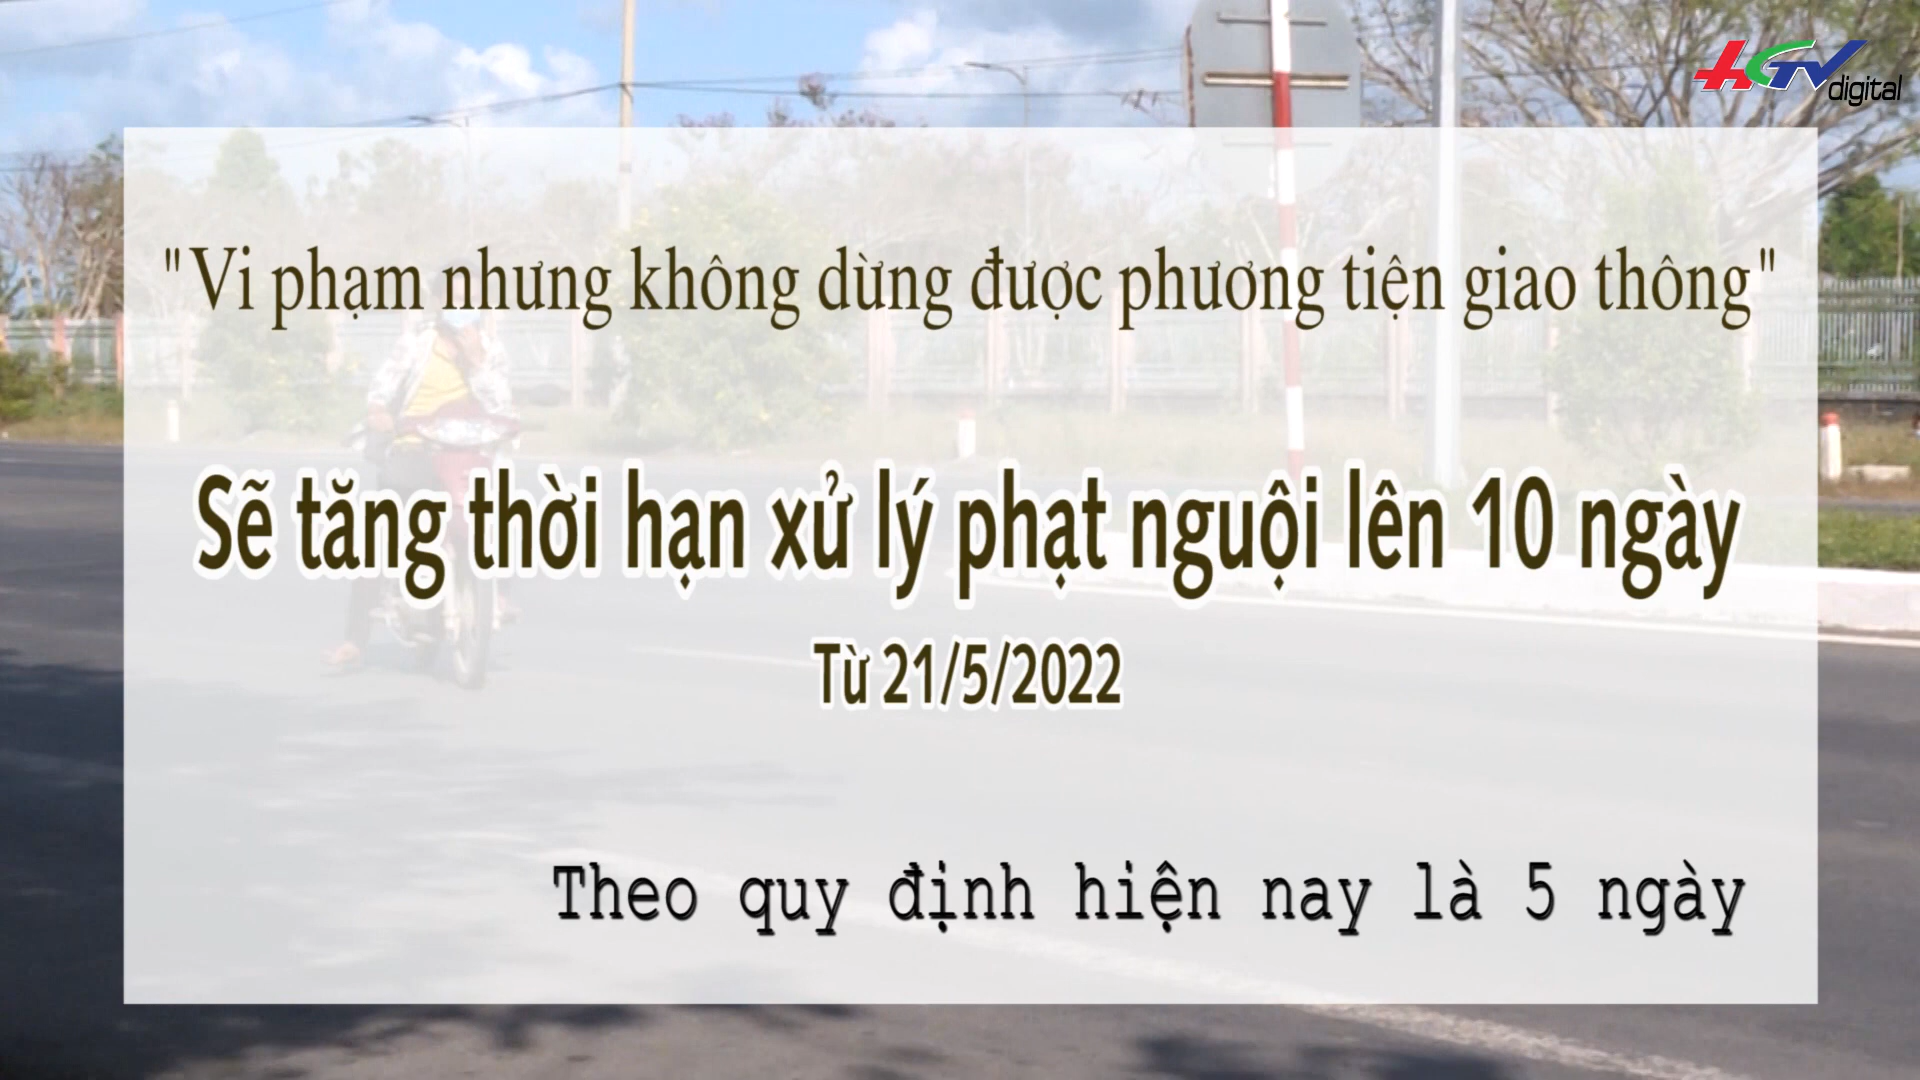 HGTV digital
"Vi phạm nhưng không dừng được phương tiện giao thông"
Sẽ tăng thời hạn xử lý phạt nguội lên 10 ngày
Từ 21/5/2022
Theo quy định hiện nay là 5 ngày